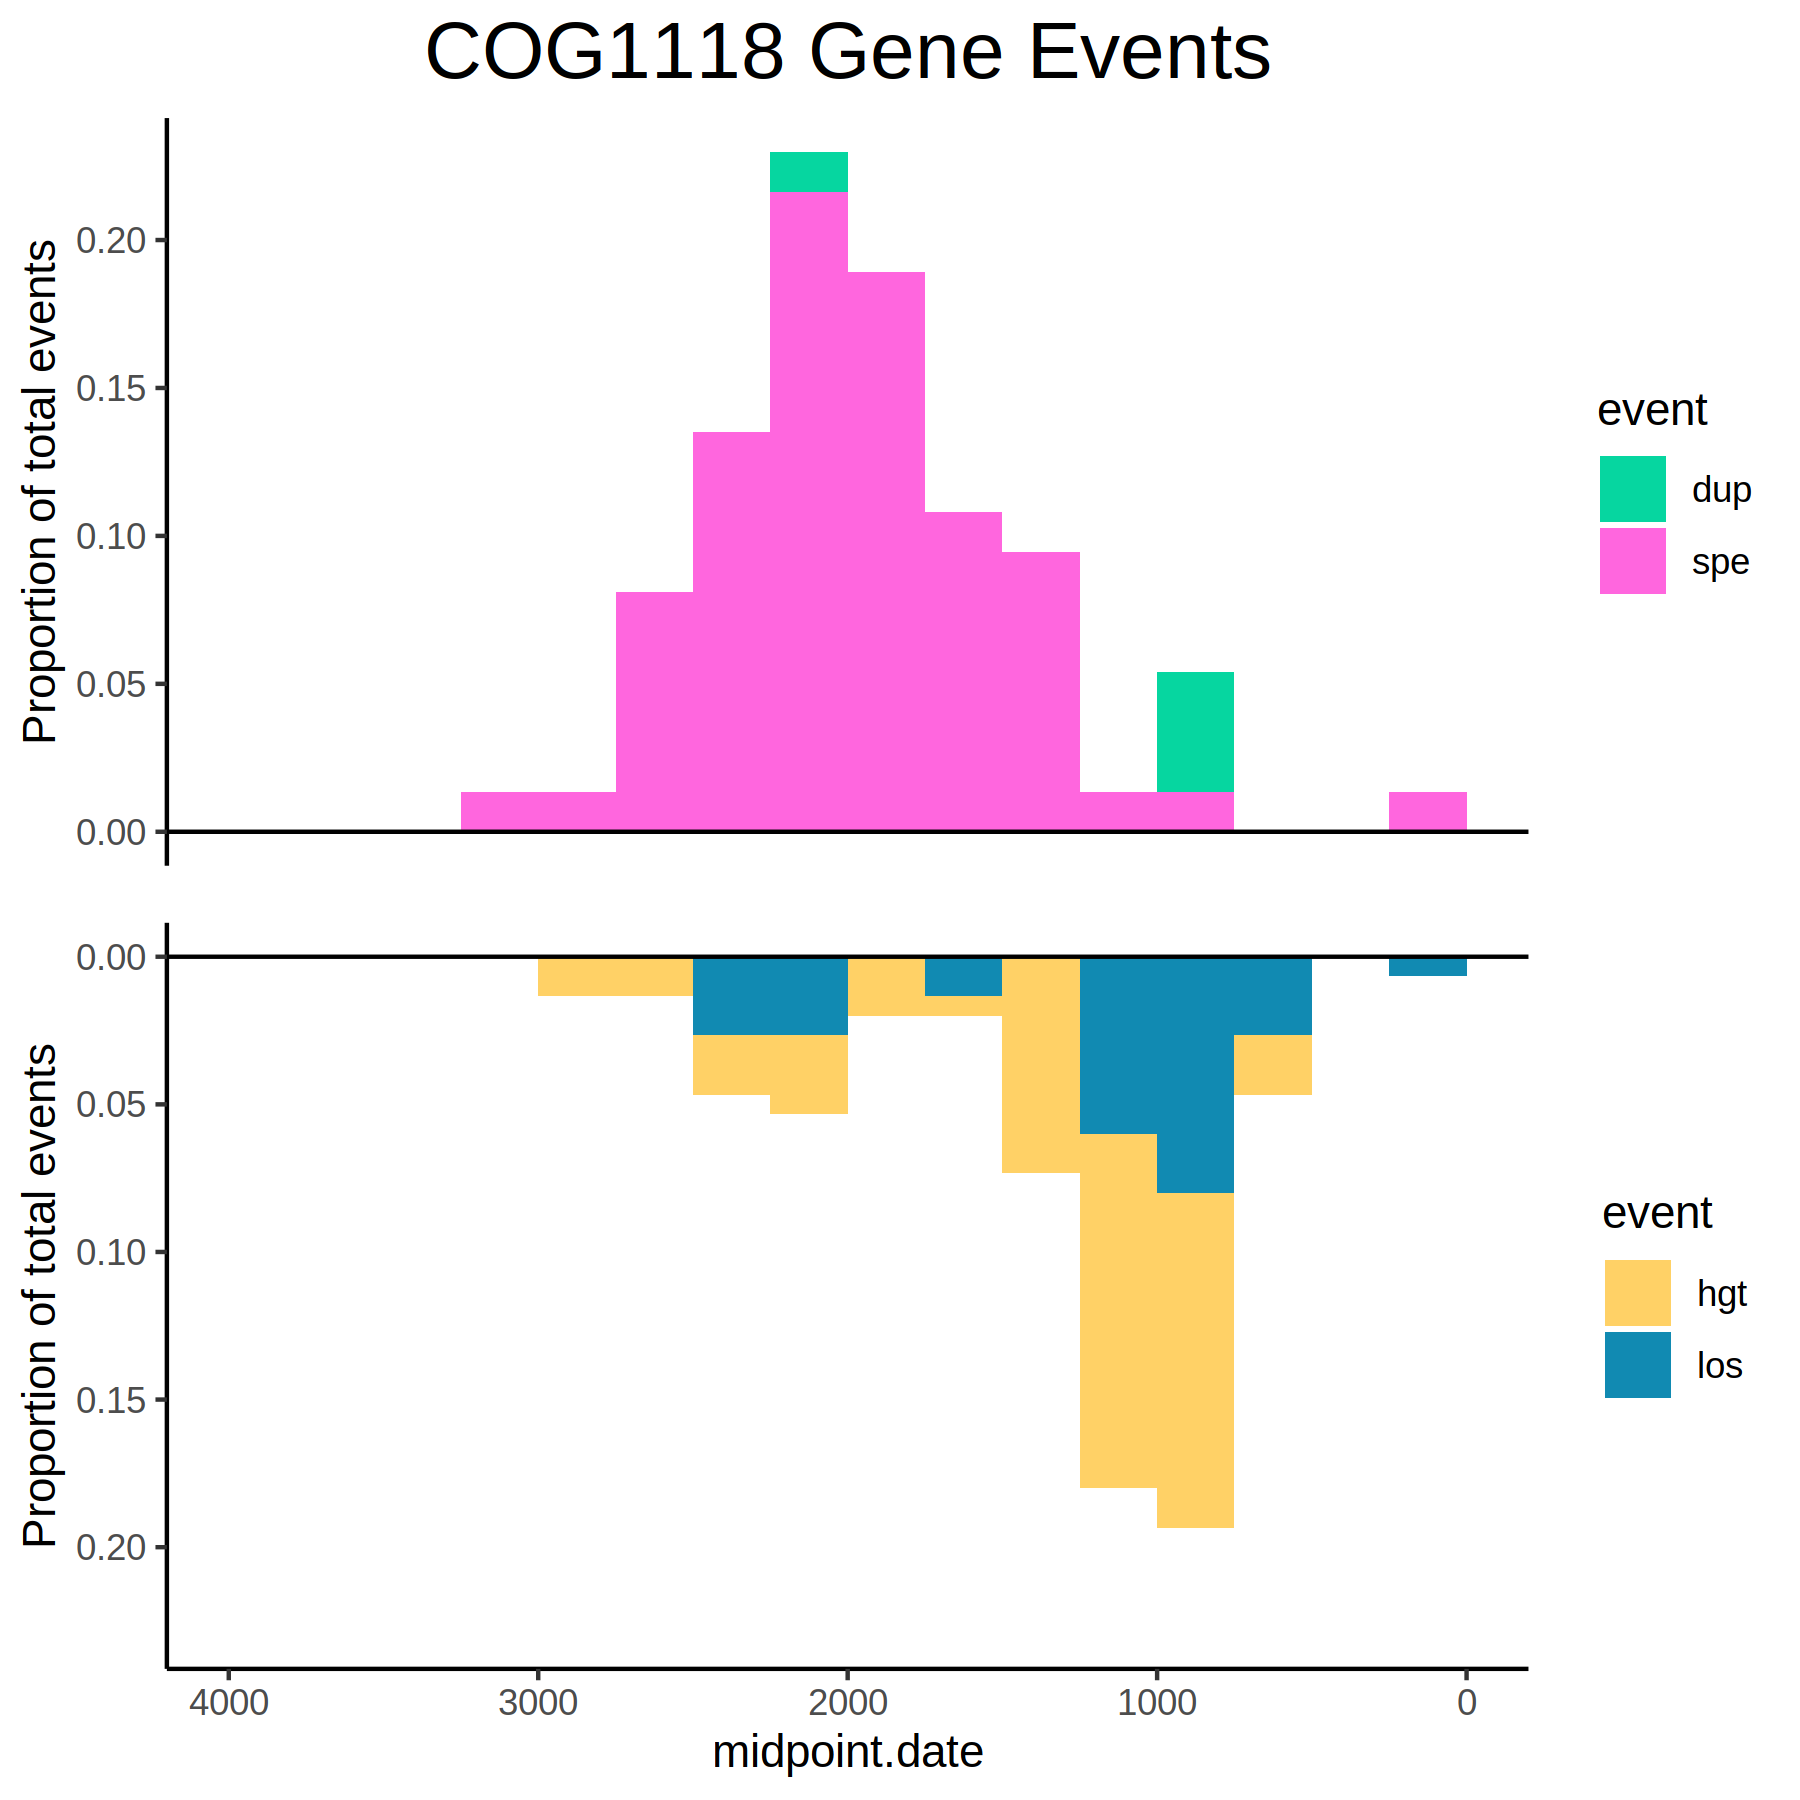 COG1118 Gene Events
Proportion of total events
0.20
0.15
0.10
0.05
0.00
event
dup
spe
Proportion of total events
0.00
0.05
0.10
0.15
0.20
event
hgt
los
4000 3000 2000 1000 0
midpoint.date